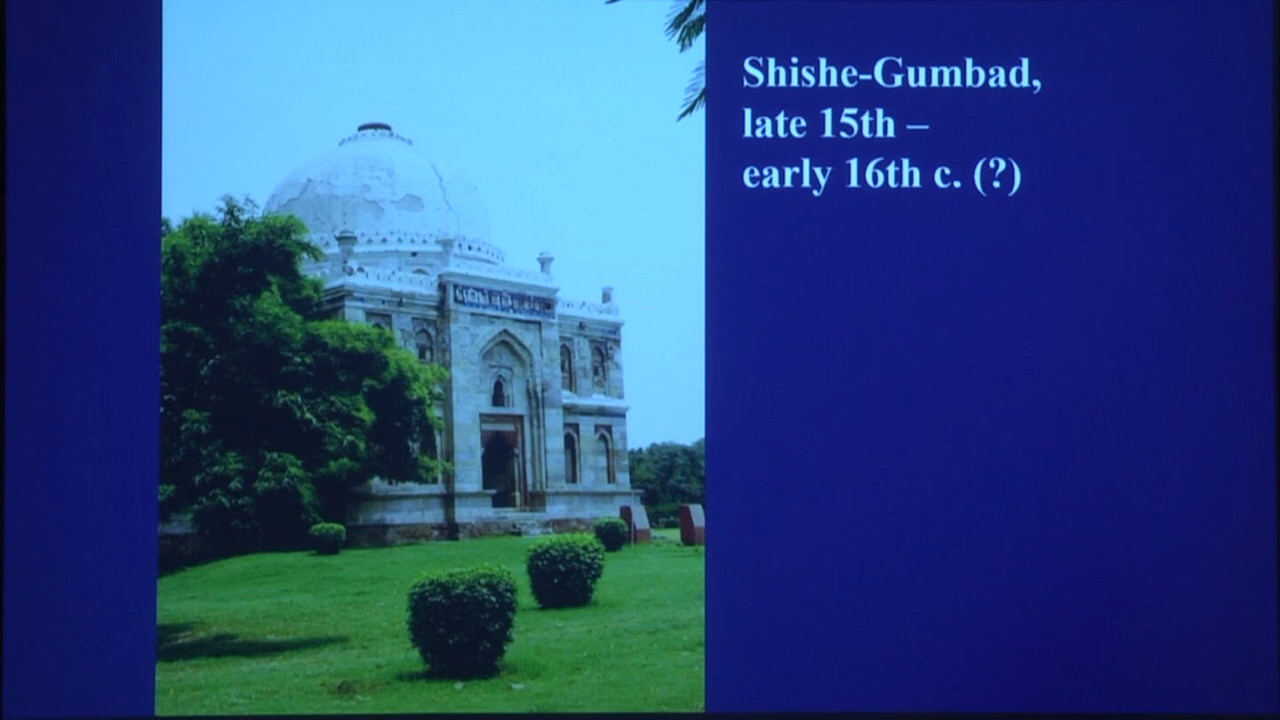 Shishe-Gumbad,
late 15th –
early 16th c. (?)